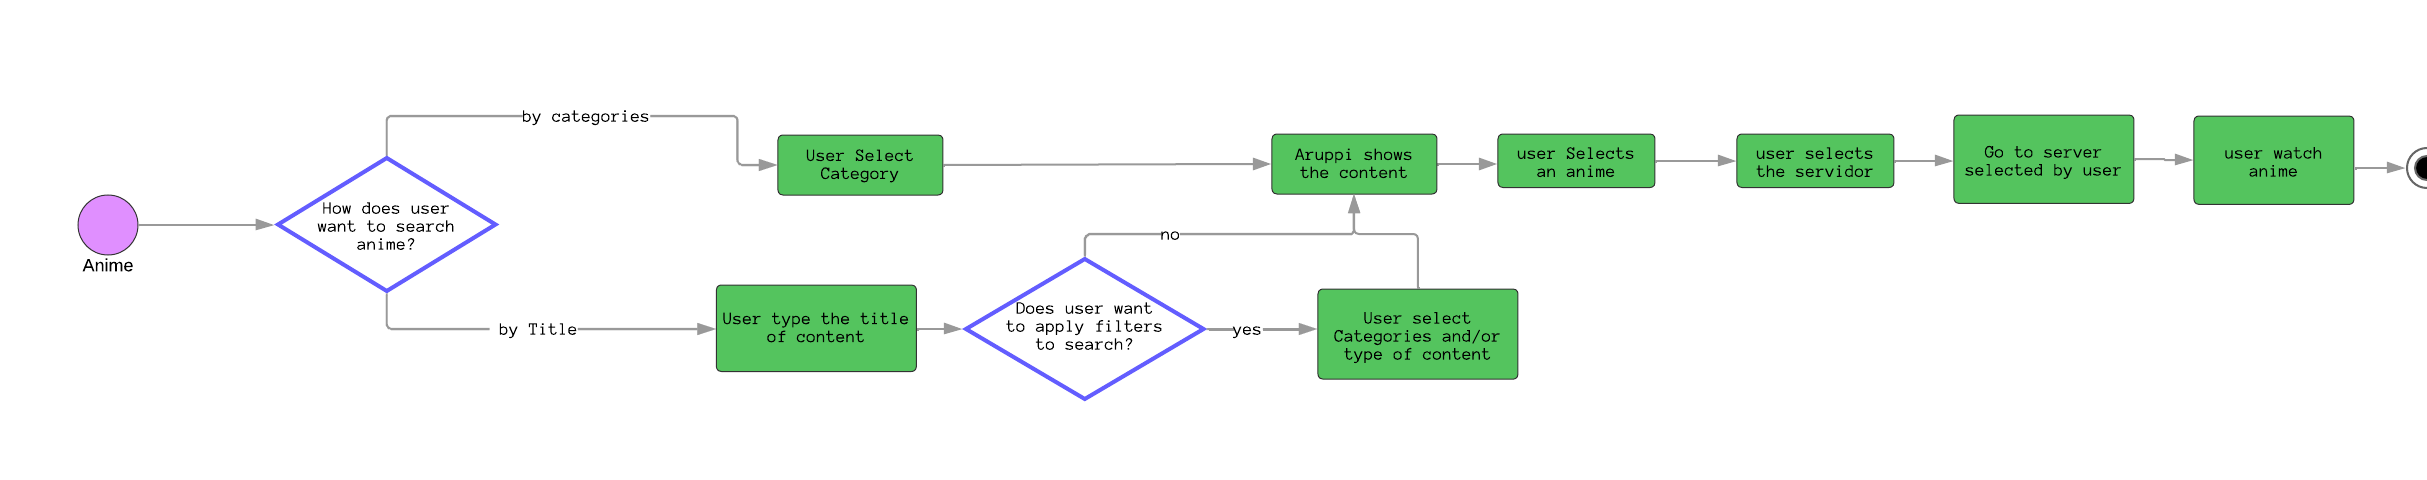 Anime
How does user
want to search
anime?
by categories
User Select
Category
by Title
User type the title
of content
Does user want
to apply filters
to search?
no
yes
User select
Categories and/or
type of content
Aruppi shows
the content
user Selects
an anime
user selects
the servidor
Go to server
selected by user
user watch
anime